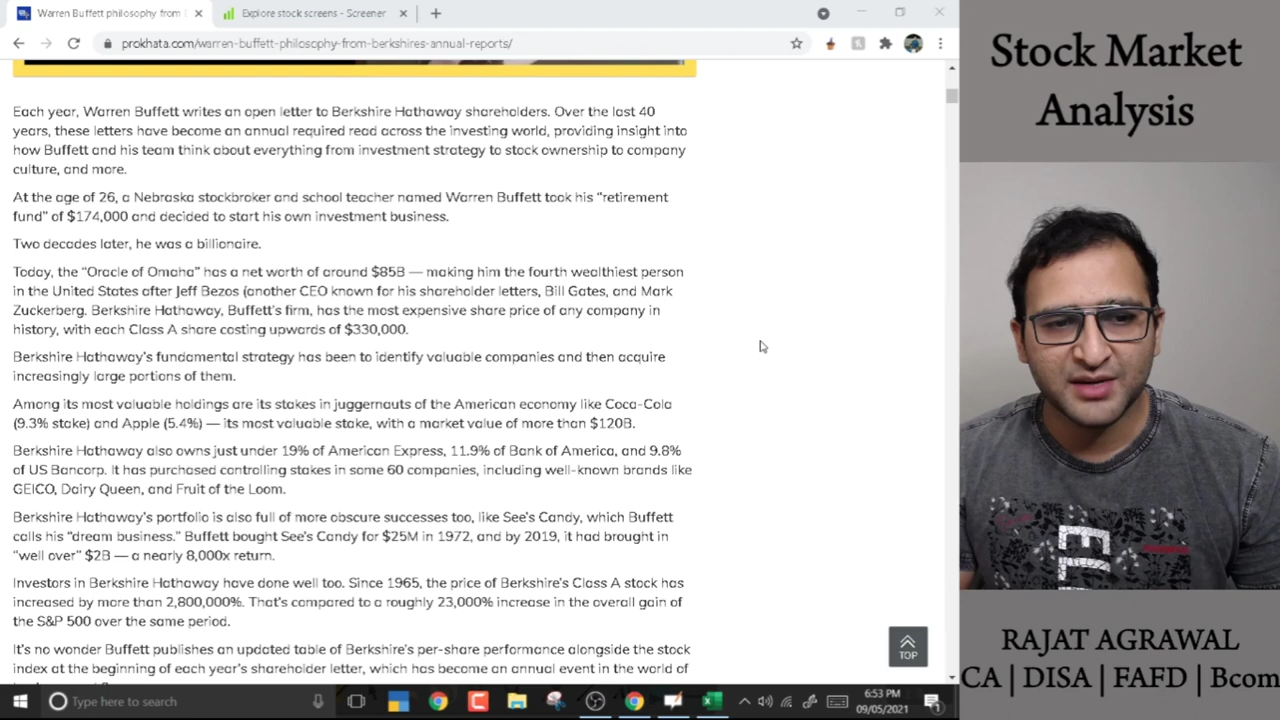 Warren Buffett philosophy from
Explore stock screens - Screener
prokhata.com/warren-buffett-philosophy-from-berkshires-annual-reports/
Each year, Warren Buffett writes an open letter to Berkshire Hathaway shareholders. Over the last 40
years, these letters have become an annual required read across the investing world, providing insight into
how Buffett and his team think about everything from investment strategy to stock ownership to company
culture, and more.
At the age of 26, a Nebraska stockbroker and school teacher named Warren Buffett took his “retirement
fund” of $174,000 and decided to start his own investment business.
Two decades later, he was a billionaire.
Today, the “Oracle of Omaha” has a net worth of around $85B — making him the fourth wealthiest person
in the United States after Jeff Bezos (another CEO known for his shareholder letters, Bill Gates, and Mark
Zuckerberg. Berkshire Hathaway, Buffett’s firm, has the most expensive share price of any company in
history, with each Class A share costing upwards of $330,000.
Berkshire Hathaway’s fundamental strategy has been to identify valuable companies and then acquire
increasingly large portions of them.
Among its most valuable holdings are its stakes in juggernauts of the American economy like Coca-Cola
(9.3% stake) and Apple (5.4%) — its most valuable stake, with a market value of more than $120B.
Berkshire Hathaway also owns just under 19% of American Express, 11.9% of Bank of America, and 9.8%
of US Bancorp. It has purchased controlling stakes in some 60 companies, including well-known brands like
GEICO, Dairy Queen, and Fruit of the Loom.
Berkshire Hathaway’s portfolio is also full of more obscure successes too, like See’s Candy, which Buffett
calls his “dream business.” Buffett bought See’s Candy for $25M in 1972, and by 2019, it had brought in
“well over” $2B — a nearly 8,000x return.
Investors in Berkshire Hathaway have done well too. Since 1965, the price of Berkshire’s Class A stock has
increased by more than 2,800,000%. That’s compared to a roughly 23,000% increase in the overall gain of
the S&P 500 over the same period.
It’s no wonder Buffett publishes an updated table of Berkshire’s per-share performance alongside the stock
index at the beginning of each year’s shareholder letter, which has become an annual event in the world of
TOP
Type here to search
6:53 PM
09/05/2021
1
Stock Market
Analysis
RAJAT AGRAWAL
CA | DISA | FAFD | Bcom